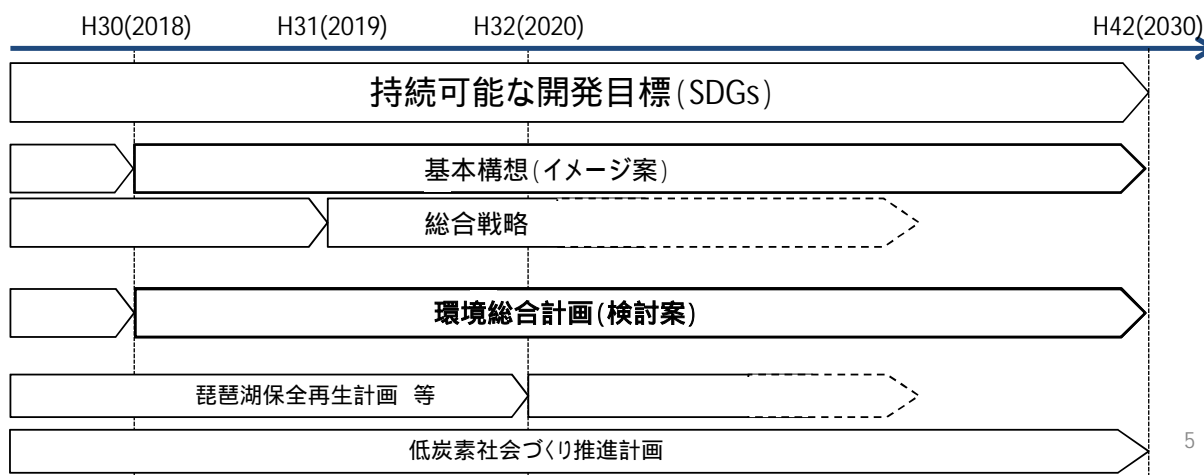 H30(2018) H31(2019) H32(2020) H42(2030)
持続可能な開発目標(SDGs)
基本構想(イメージ案)
総合戦略
環境総合計画(検討案)
琵琶湖保全再生計画 等
低炭素社会づくり推進計画
5